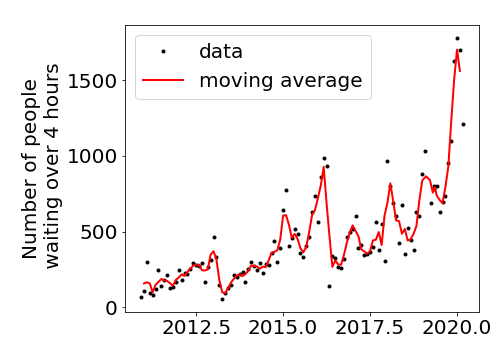 data
moving average
Number of people
waiting over 4 hours
1500
1000
500
0
2012.5 2015.0 2017.5 2020.0